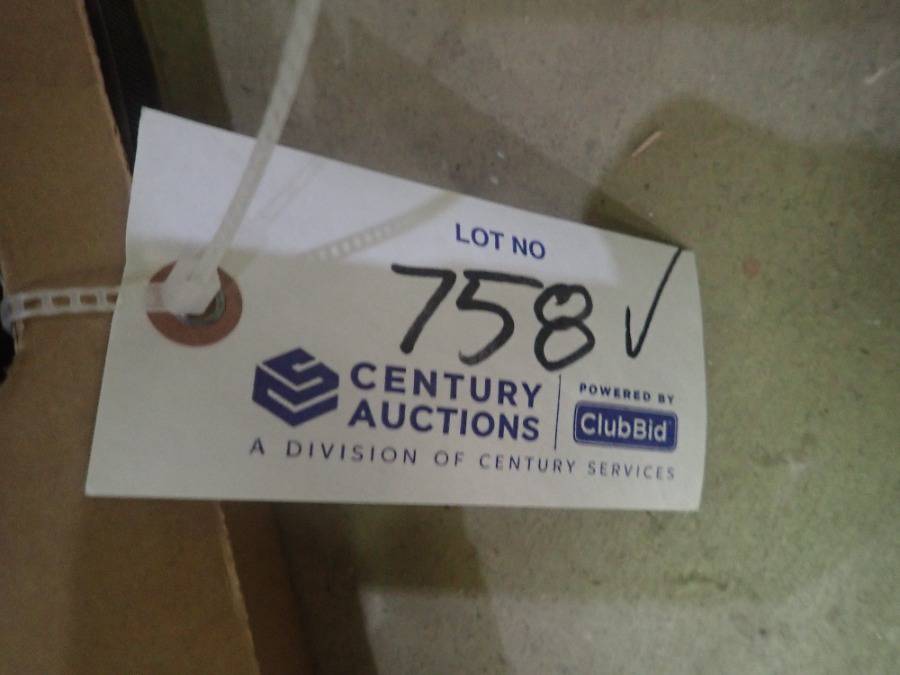 LOT NO
758 ✓
CENTURY
AUCTIONS
POWERED BY
ClubBid
A DIVISION OF CENTURY SERVICES